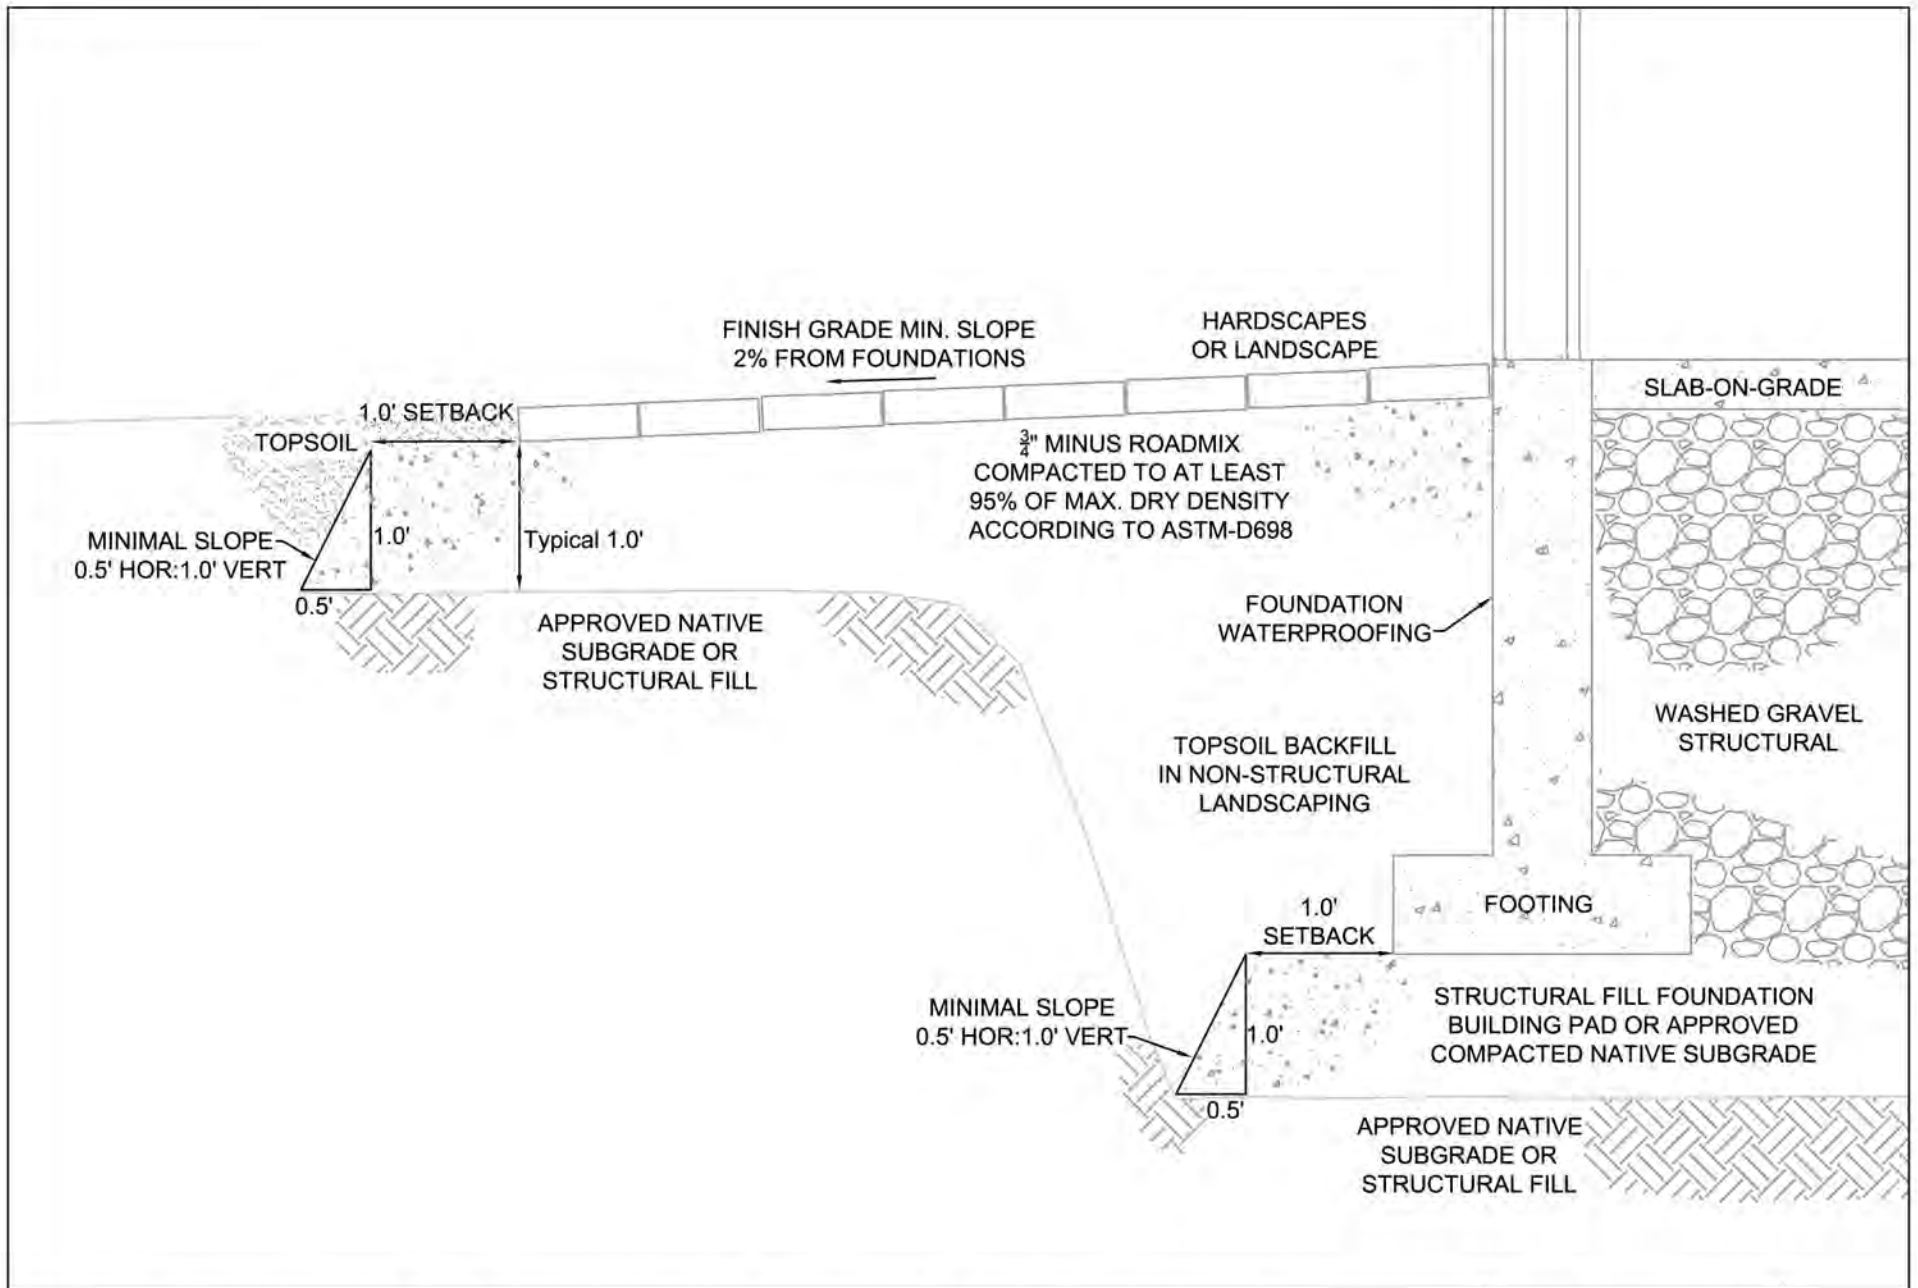 FINISH GRADE MIN. SLOPE
2% FROM FOUNDATIONS
HARDSCAPES
OR LANDSCAPE
SLAB-ON-GRADE
1.0' SETBACK
TOPSOIL
3/4" MINUS ROADMIX
COMPACTED TO AT LEAST
95% OF MAX. DRY DENSITY
ACCORDING TO ASTM-D698
MINIMAL SLOPE
0.5' HOR:1.0' VERT
1.0'
Typical 1.0'
0.5'
APPROVED NATIVE
SUBGRADE OR
STRUCTURAL FILL
FOUNDATION
WATERPROOFING
WASHED GRAVEL
STRUCTURAL
TOPSOIL BACKFILL
IN NON-STRUCTURAL
LANDSCAPING
FOOTING
1.0'
SETBACK
MINIMAL SLOPE
0.5' HOR:1.0' VERT
1.0'
0.5'
STRUCTURAL FILL FOUNDATION
BUILDING PAD OR APPROVED
COMPACTED NATIVE SUBGRADE
APPROVED NATIVE
SUBGRADE OR
STRUCTURAL FILL